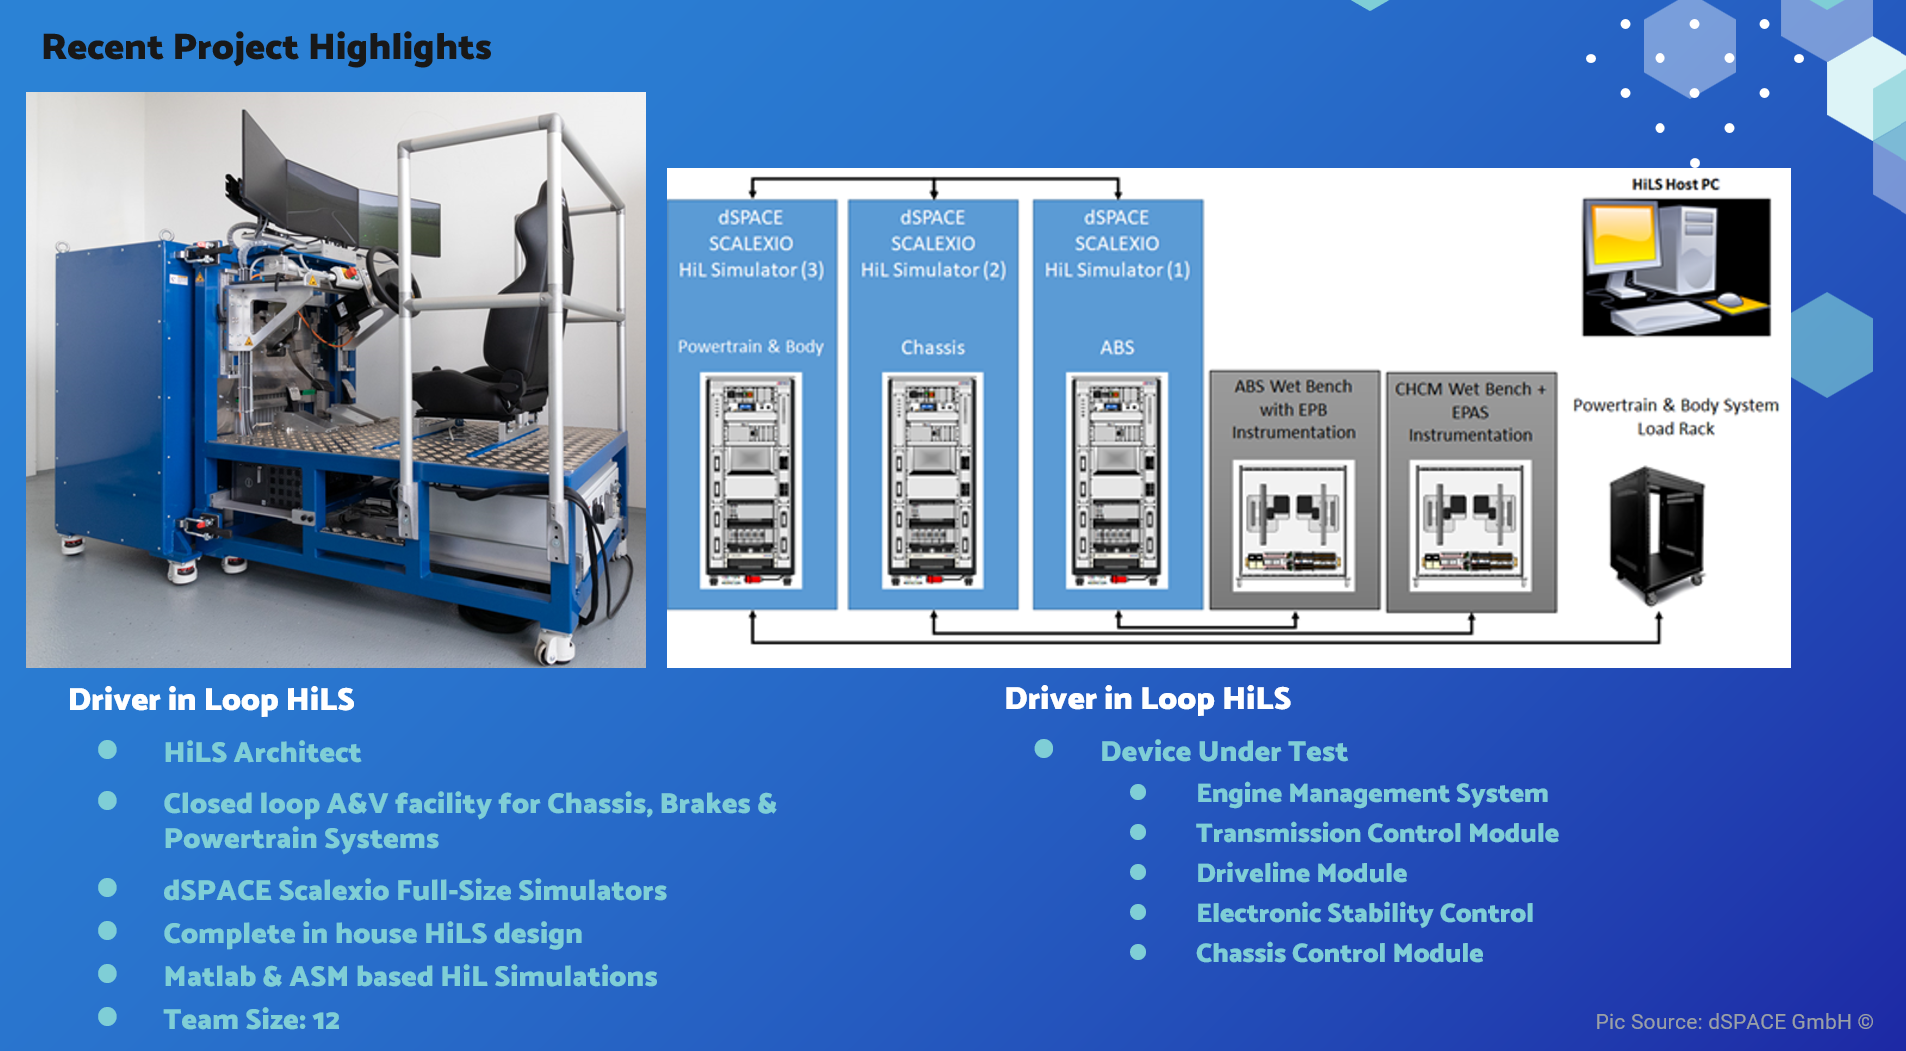 Recent Project Highlights
dSPACE
SCALEXIO
HiL Simulator (3)
Powertrain & Body
dSPACE
SCALEXIO
HiL Simulator (2)
Chassis
dSPACE
SCALEXIO
HiL Simulator (1)
ABS
ABS Wet Bench
with EPB
Instrumentation
CHCM Wet Bench +
EPAS
Instrumentation
HiLS Host PC
Powertrain & Body System
Load Rack
Driver in Loop HiLS
HiLS Architect
Closed loop A&V facility for Chassis, Brakes &
Powertrain Systems
dSPACE Scalexio Full-Size Simulators
Complete in house HiLS design
Matlab & ASM based HiL Simulations
Team Size: 12
Driver in Loop HiLS
Device Under Test
Engine Management System
Transmission Control Module
Driveline Module
Electronic Stability Control
Chassis Control Module
Pic Source: dSPACE GmbH ©